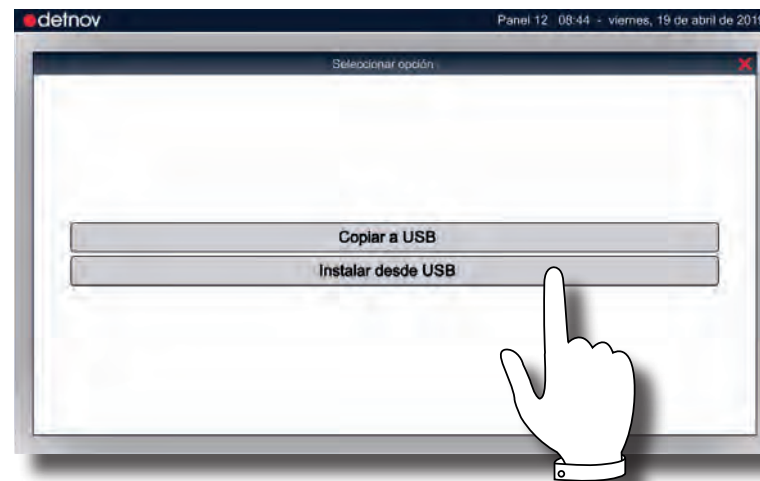 detnov
Panel 12 08:44 - viernes, 19 de abril de 2019
Seleccionar opción
Copiar a USB
Instalar desde USB